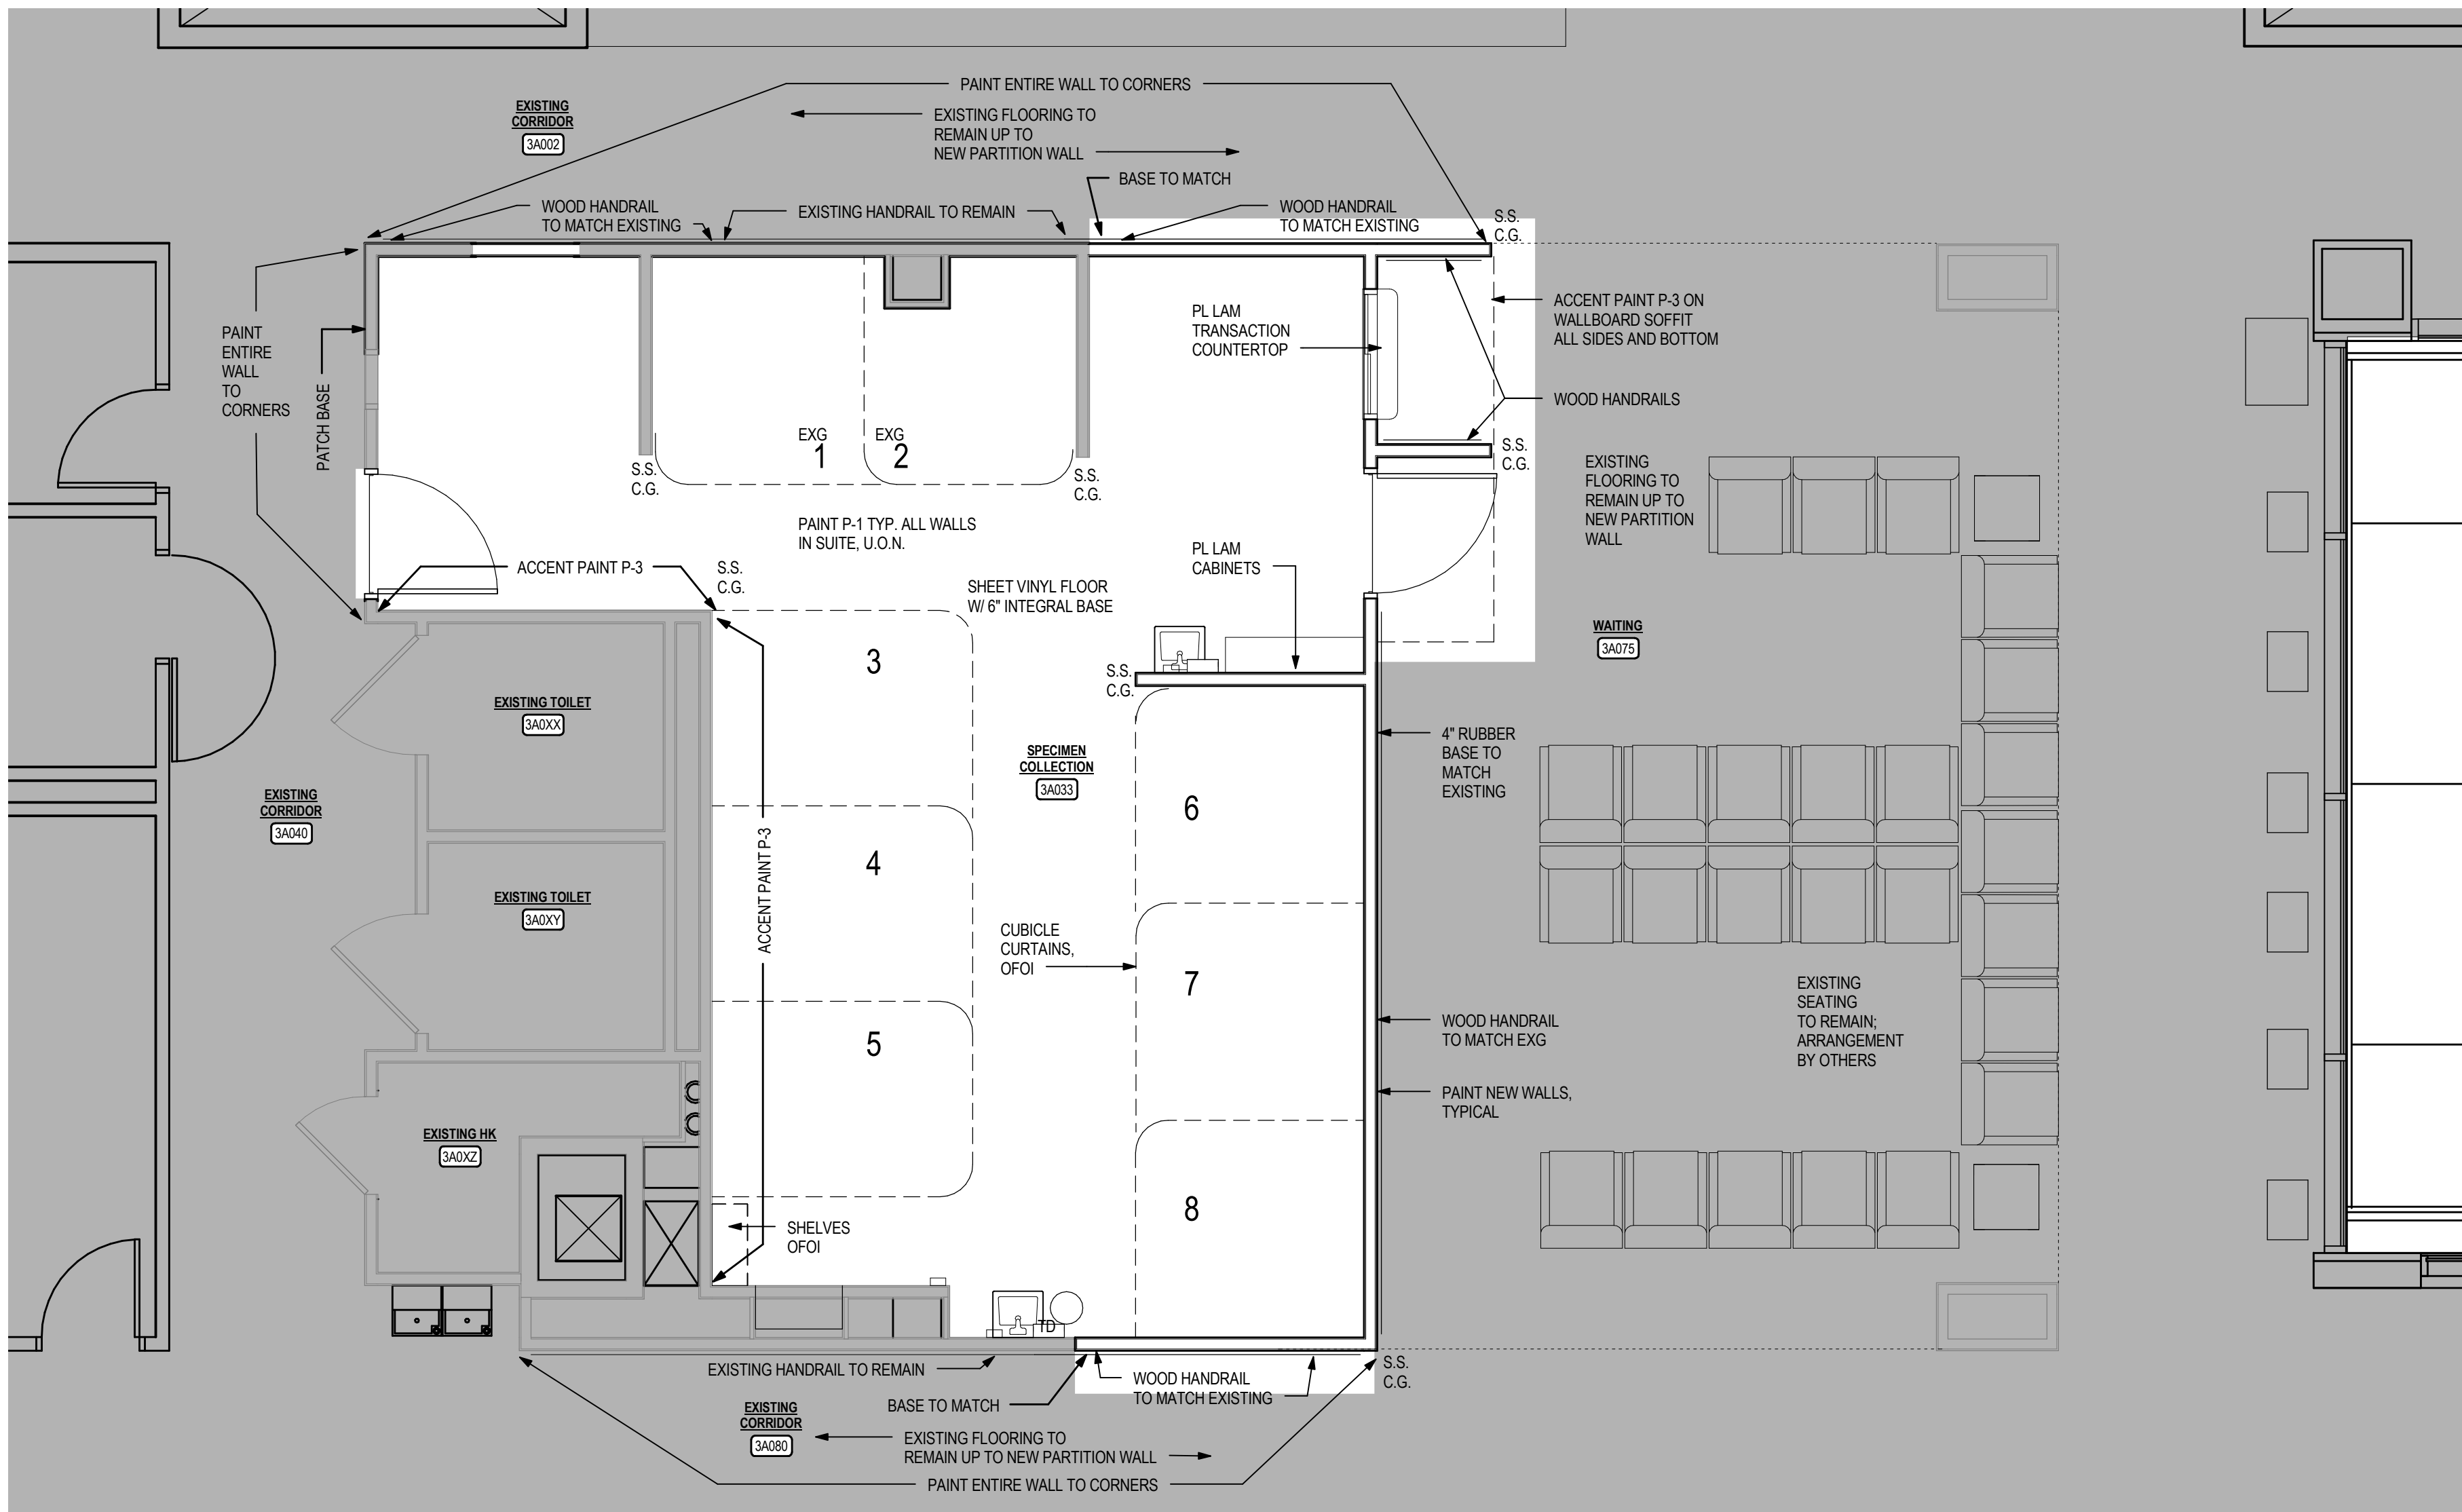 PAINT ENTIRE WALL TO CORNERS
EXISTING
CORRIDOR
3A002
EXISTING FLOORING TO
REMAIN UP TO
NEW PARTITION WALL
BASE TO MATCH
WOOD HANDRAIL
TO MATCH EXISTING
EXISTING HANDRAIL TO REMAIN
WOOD HANDRAIL
TO MATCH EXISTING
S.S.
C.G.
PAINT
ENTIRE
WALL
TO
CORNERS
PATCH BASE
PL LAM
TRANSACTION
COUNTERTOP
ACCENT PAINT P-3 ON
WALLBOARD SOFFIT
ALL SIDES AND BOTTOM
WOOD HANDRAILS
EXG
1
EXG
2
S.S.
C.G.
S.S.
C.G.
S.S.
C.G.
EXISTING
FLOORING TO
REMAIN UP TO
NEW PARTITION
WALL
PAINT P-1 TYP. ALL WALLS
IN SUITE, U.O.N.
ACCENT PAINT P-3
S.S.
C.G.
SHEET VINYL FLOOR
W/ 6" INTEGRAL BASE
PL LAM
CABINETS
WAITING
3A075
3
S.S.
C.G.
EXISTING TOILET
3A0XX
SPECIMEN
COLLECTION
3A033
4" RUBBER
BASE TO
MATCH
EXISTING
EXISTING
CORRIDOR
3A040
6
4
ACCENT PAINT P-3
EXISTING TOILET
3A0XY
CUBICLE
CURTAINS,
OFOI
7
EXISTING
SEATING
TO REMAIN;
ARRANGEMENT
BY OTHERS
5
WOOD HANDRAIL
TO MATCH EXG
PAINT NEW WALLS,
TYPICAL
EXISTING HK
3A0XZ
8
SHELVES
OFOI
TD
EXISTING HANDRAIL TO REMAIN
WOOD HANDRAIL
TO MATCH EXISTING
S.S.
C.G.
BASE TO MATCH
EXISTING
CORRIDOR
3A080
EXISTING FLOORING TO
REMAIN UP TO NEW PARTITION WALL
PAINT ENTIRE WALL TO CORNERS